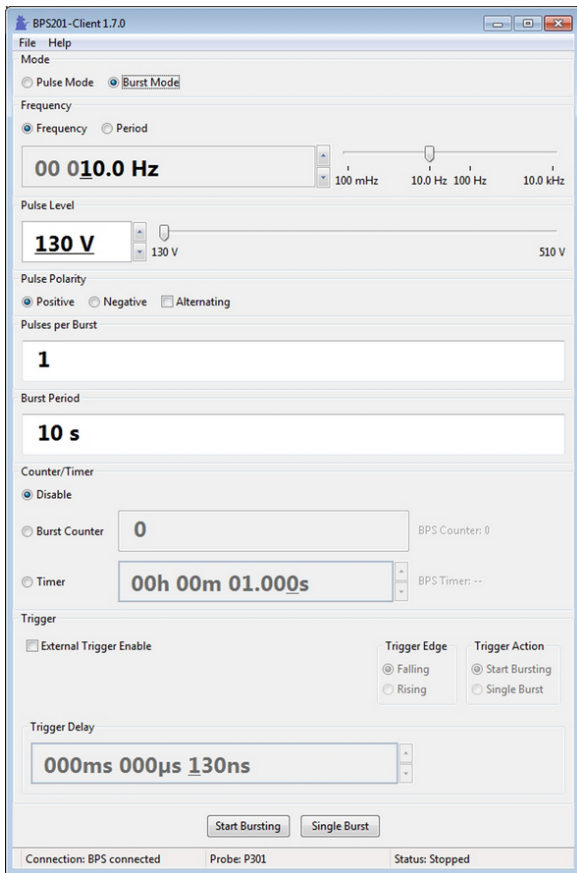 BPS201-Client 1.7.0
File Help
Mode
Pulse Mode Burst Mode
Frequency
Frequency Period
00 010.0 Hz
100 mHz 10.0 Hz 100 Hz 10.0 kHz
Pulse Level
130 V
130 V 510 V
Pulse Polarity
Positive Negative Alternating
Pulses per Burst
1
Burst Period
10 s
Counter/Timer
Disable
Burst Counter 0 BPS Counter: 0
Timer 00h 00m 01.000s BPS Timer: --
Trigger
External Trigger Enable
Trigger Edge Trigger Action
Falling Start Bursting
Rising Single Burst
Trigger Delay
000ms 000µs 130ns
Start Bursting Single Burst
Connection: BPS connected Probe: P301 Status: Stopped